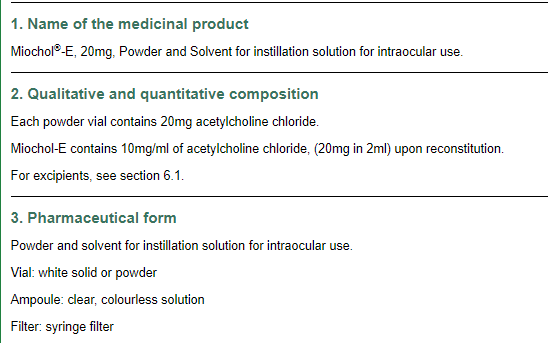 1. Name of the medicinal product
Miochol®-E, 20mg, Powder and Solvent for instillation solution for intraocular use.
2. Qualitative and quantitative composition
Each powder vial contains 20mg acetylcholine chloride.
Miochol-E contains 10mg/ml of acetylcholine chloride, (20mg in 2ml) upon reconstitution.
For excipients, see section 6.1.
3. Pharmaceutical form
Powder and solvent for instillation solution for intraocular use.
Vial: white solid or powder
Ampoule: clear, colourless solution
Filter: syringe filter